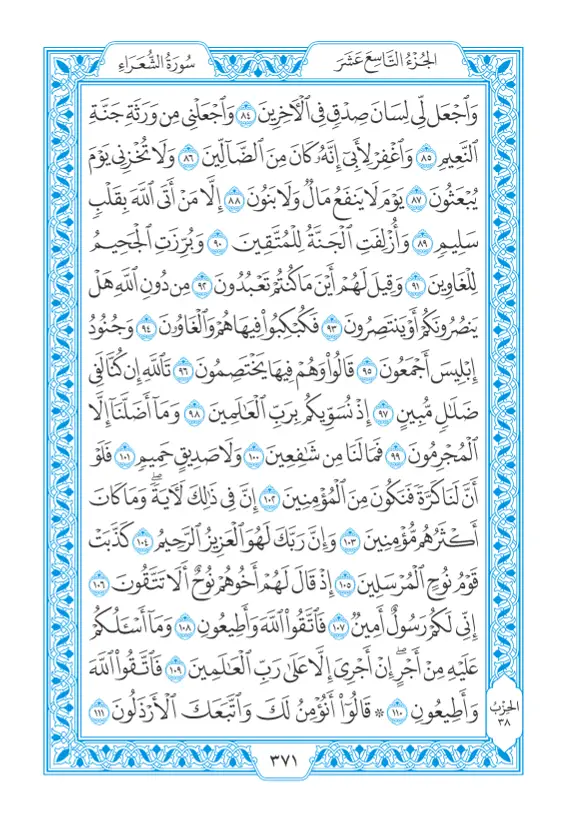 سُورَةُ الشُّعَرَاءِ
الجُزْءُ التَّاسِعَ عَشَرَ
وَٱجۡعَل لِّي لِسَانَ صِدۡقٖ فِي ٱلۡأٓخِرِينَ ٨٤ وَٱجۡعَلۡنِي مِن وَرَثَةِ جَنَّةِ
ٱلنَّعِيمِ ٨٥ وَٱغۡفِرۡ لِأَبِيٓ إِنَّهُۥ كَانَ مِنَ ٱلضَّآلِّينَ ٨٦ وَلَا تُخۡزِنِي يَوۡمَ
يُبۡعَثُونَ ٨٧ يَوۡمَ لَا يَنفَعُ مَالٞ وَلَا بَنُونَ ٨٨ إِلَّا مَنۡ أَتَى ٱللَّهَ بِقَلۡبٖ
سَلِيمٖ ٨٩ وَأُزۡلِفَتِ ٱلۡجَنَّةُ لِلۡمُتَّقِينَ ٩٠ وَبُرِّزَتِ ٱلۡجَحِيمُ
لِلۡغَاوِينَ ٩١ وَقِيلَ لَهُمۡ أَيۡنَ مَا كُنتُمۡ تَعۡبُدُونَ ٩٢ مِن دُونِ ٱللَّهِ هَلۡ
يَنصُرُونَكُمۡ أَوۡ يَنتَصِرُونَ ٩٣ فَكُبۡكِبُواْ فِيهَا هُمۡ وَٱلۡغَاوُۥنَ ٩٤ وَجُنُودُ
إِبۡلِيسَ أَجۡمَعُونَ ٩٥ قَالُواْ وَهُمۡ فِيهَا يَخۡتَصِمُونَ ٩٦ تَٱللَّهِ إِن كُنَّا لَفِي
ضَلَٰلٖ مُّبِينٍ ٩٧ إِذۡ نُسَوِّيكُم بِرَبِّ ٱلۡعَٰلَمِينَ ٩٨ وَمَآ أَضَلَّنَآ إِلَّا
ٱلۡمُجۡرِمُونَ ٩٩ فَمَا لَنَا مِن شَٰفِعِينَ ١٠٠ وَلَا صَدِيقٍ حَمِيمٖ ١٠١ فَلَوۡ
أَنَّ لَنَا كَرَّةٗ فَنَكُونَ مِنَ ٱلۡمُؤۡمِنِينَ ١٠٢ إِنَّ فِي ذَٰلِكَ لَأٓيَةٗۖ وَمَا كَانَ
أَكۡثَرُهُم مُّؤۡمِنِينَ ١٠٣ وَإِنَّ رَبَّكَ لَهُوَ ٱلۡعَزِيزُ ٱلرَّحِيمُ ١٠٤ كَذَّبَتۡ
قَوۡمُ نُوحٍ ٱلۡمُرۡسَلِينَ ١٠٥ إِذۡ قَالَ لَهُمۡ أَخُوهُمۡ نُوحٌ أَلَا تَتَّقُونَ ١٠٦
إِنِّي لَكُمۡ رَسُولٌ أَمِينٞ ١٠٧ فَٱتَّقُواْ ٱللَّهَ وَأَطِيعُونِ ١٠٨ وَمَآ أَسۡـَٔلُكُمۡ
عَلَيۡهِ مِنۡ أَجۡرٍۖ إِنۡ أَجۡرِيَ إِلَّا عَلَىٰ رَبِّ ٱلۡعَٰلَمِينَ ١٠٩ فَٱتَّقُواْ ٱللَّهَ
وَأَطِيعُونِ ١١٠ ۞ قَالُوٓاْ أَنُؤۡمِنُ لَكَ وَٱتَّبَعَكَ ٱلۡأَرۡذَلُونَ ١١١
الحِزْبُ
٣٨
٣٧١